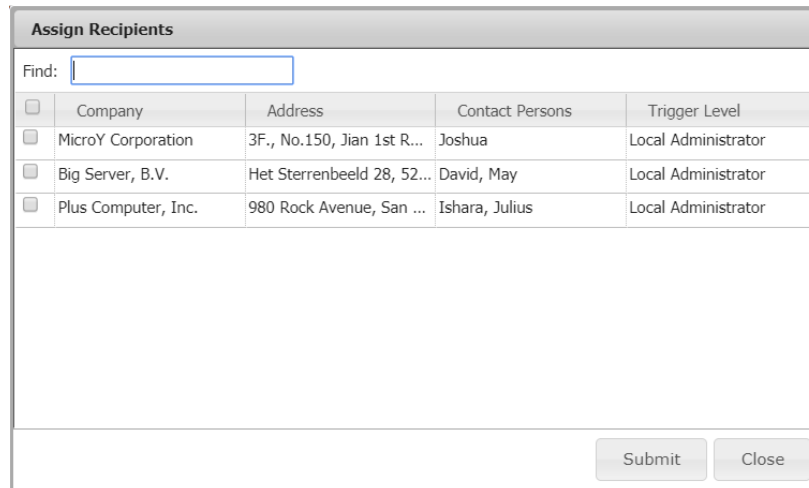 Assign Recipients
Find:
Company Address Contact Persons Trigger Level
MicroY Corporation 3F., No.150, Jian 1st R... Joshua Local Administrator
Big Server, B.V. Het Sterrenbeeld 28, 52... David, May Local Administrator
Plus Computer, Inc. 980 Rock Avenue, San ... Ishara, Julius Local Administrator
Submit Close